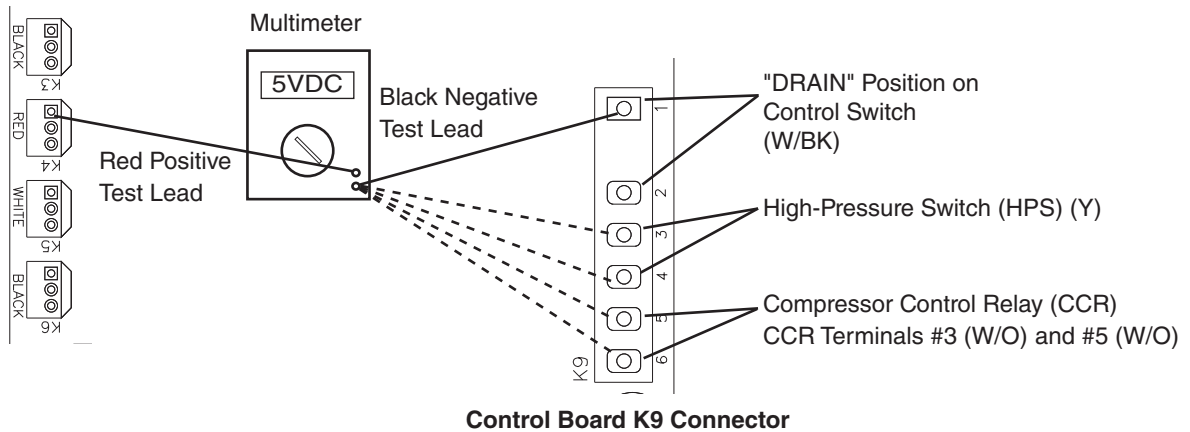 Multimeter
5VDC
Black Negative
Test Lead
Red Positive
Test Lead
BLACK
K3
RED
K4
WHITE
K5
BLACK
K6
1
2
3
4
5
6
K9
"DRAIN" Position on
Control Switch
(W/BK)
High-Pressure Switch (HPS) (Y)
Compressor Control Relay (CCR)
CCR Terminals #3 (W/O) and #5 (W/O)
Control Board K9 Connector